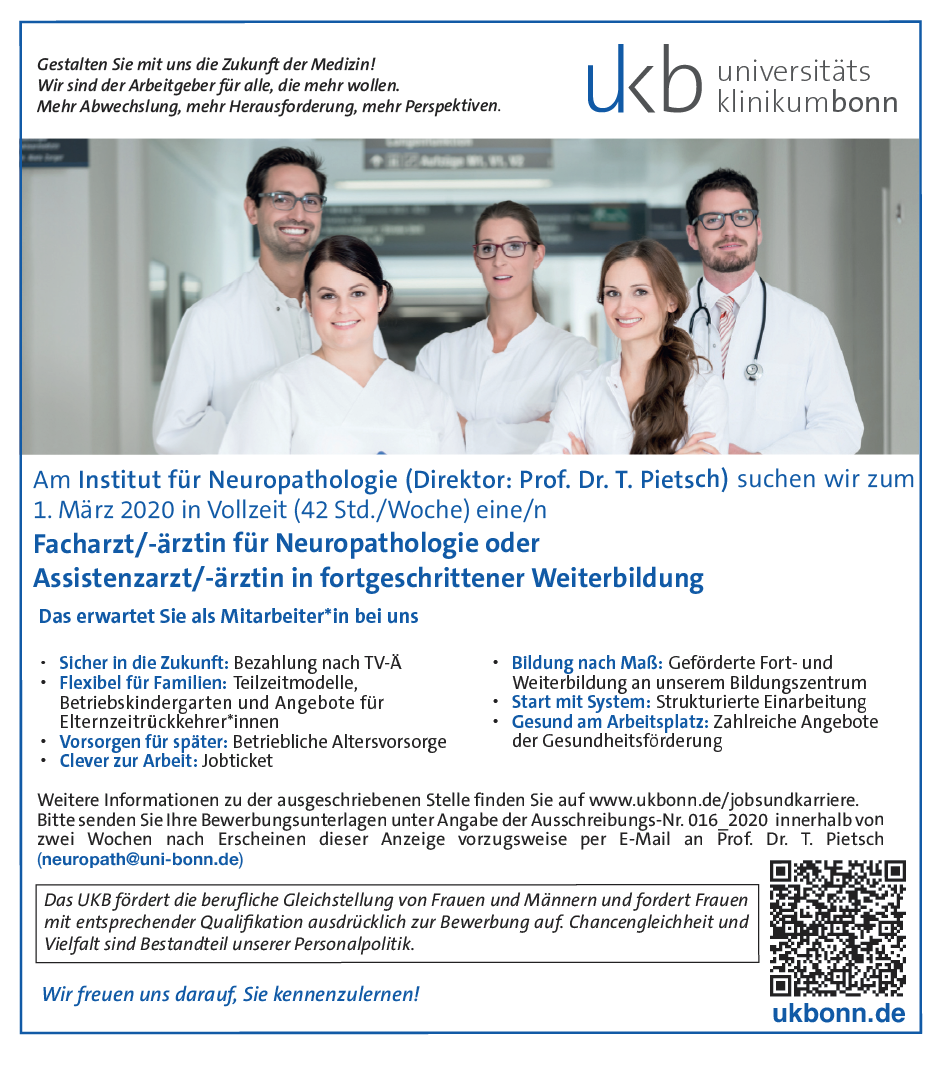 Gestalten Sie mit uns die Zukunft der Medizin!
Wir sind der Arbeitgeber für alle, die mehr wollen.
Mehr Abwechslung, mehr Herausforderung, mehr Perspektiven.
ukb universitäts
klinikumbonn
Aufzüge W1, V1, V2
Am Institut für Neuropathologie (Direktor: Prof. Dr. T. Pietsch) suchen wir zum
1. März 2020 in Vollzeit (42 Std./Woche) eine/n
Facharzt/-ärztin für Neuropathologie oder
Assistenzarzt/-ärztin in fortgeschrittener Weiterbildung
Das erwartet Sie als Mitarbeiter*in bei uns
• Sicher in die Zukunft: Bezahlung nach TV-Ä
• Flexibel für Familien: Teilzeitmodelle,
Betriebskindergarten und Angebote für
Elternzeitrückkehrer*innen
• Vorsorgen für später: Betriebliche Altersvorsorge
• Clever zur Arbeit: Jobticket
• Bildung nach Maß: Geförderte Fort- und
Weiterbildung an unserem Bildungszentrum
• Start mit System: Strukturierte Einarbeitung
• Gesund am Arbeitsplatz: Zahlreiche Angebote
der Gesundheitsförderung
Weitere Informationen zu der ausgeschriebenen Stelle finden Sie auf www.ukbonn.de/jobsundkarriere.
Bitte senden Sie Ihre Bewerbungsunterlagen unter Angabe der Ausschreibungs-Nr. 016_2020 innerhalb von
zwei Wochen nach Erscheinen dieser Anzeige vorzugsweise per E-Mail an Prof. Dr. T. Pietsch
(neuropath@uni-bonn.de)
Das UKB fördert die berufliche Gleichstellung von Frauen und Männern und fordert Frauen
mit entsprechender Qualifikation ausdrücklich zur Bewerbung auf. Chancengleichheit und
Vielfalt sind Bestandteil unserer Personalpolitik.
Wir freuen uns darauf, Sie kennenzulernen!
ukbonn.de